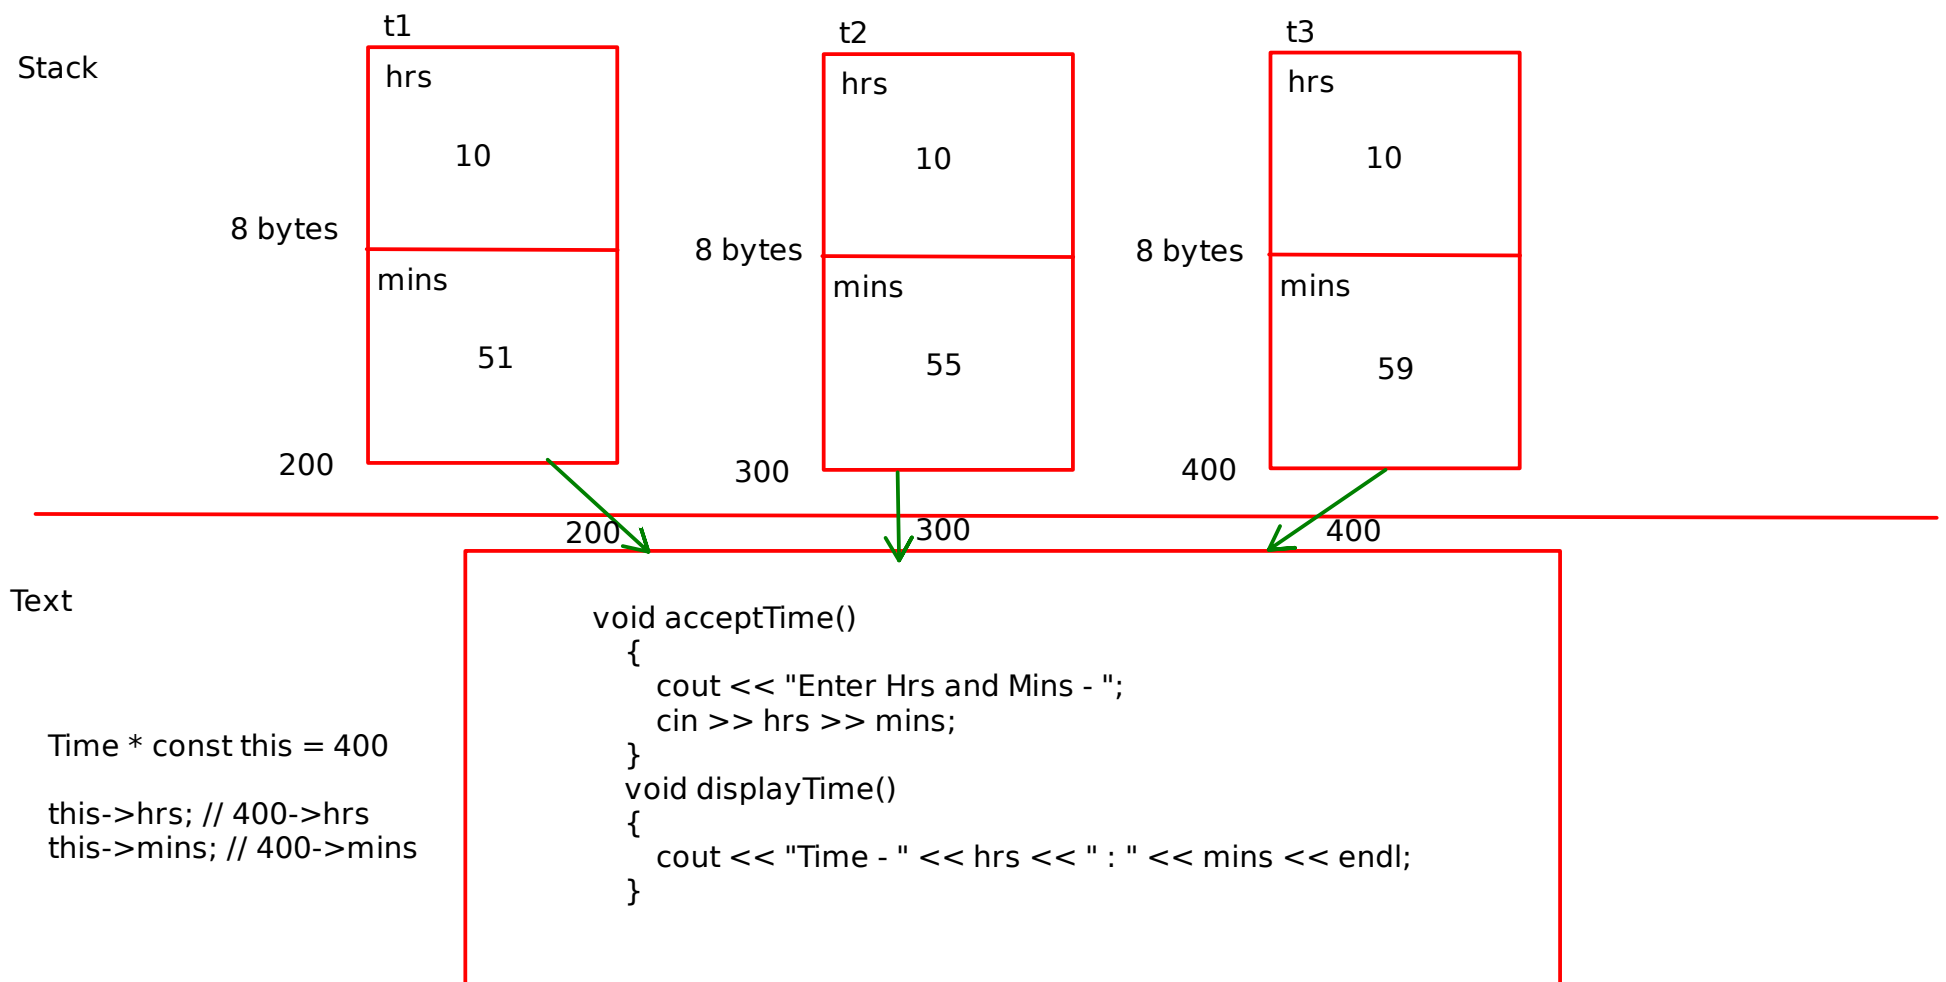 t1
t2
t3
Stack
hrs
hrs
hrs
10
10
10
8 bytes
8 bytes
8 bytes
mins
mins
mins
51
55
59
200
300
400
200
300
400
Text
void acceptTime()
{
cout << "Enter Hrs and Mins - ";
cin >> hrs >> mins;
}
void displayTime()
{
cout << "Time - " << hrs << " : " << mins << endl;
}
Time * const this = 400
this->hrs; // 400->hrs
this->mins; // 400->mins